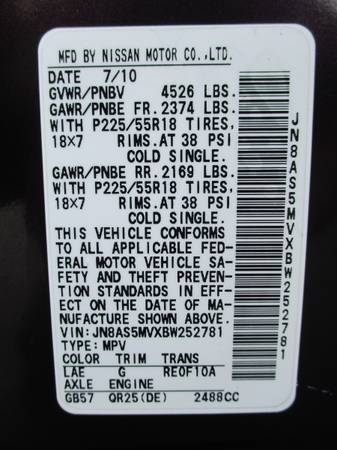 MFD BY NISSAN MOTOR CO.,LTD.
DATE 7/10
GVWR/PNBV 4526 LBS.
GAWR/PNBE FR. 2374 LBS.
WITH P225/55R18 TIRES,
18X7 RIMS.AT 38 PSI
COLD SINGLE.
GAWR/PNBE RR. 2169 LBS.
WITH P225/55R18 TIRES,
18X7 RIMS.AT 38 PSI
COLD SINGLE.
THIS VEHICLE CONFORMS
TO ALL APPLICABLE FED-
ERAL MOTOR VEHICLE SA-
FETY AND THEFT PREVEN-
TION STANDARDS IN EFF-
ECT ON THE DATE OF MA-
NUFACTURE SHOWN ABOVE.
VIN:JN8AS5MVXBW252781
TYPE: MPV
COLOR TRIM TRANS
LAE G RE0F10A
AXLE ENGINE
GB57 QR25(DE) 2488CC
JN8AS5MVXBW252781